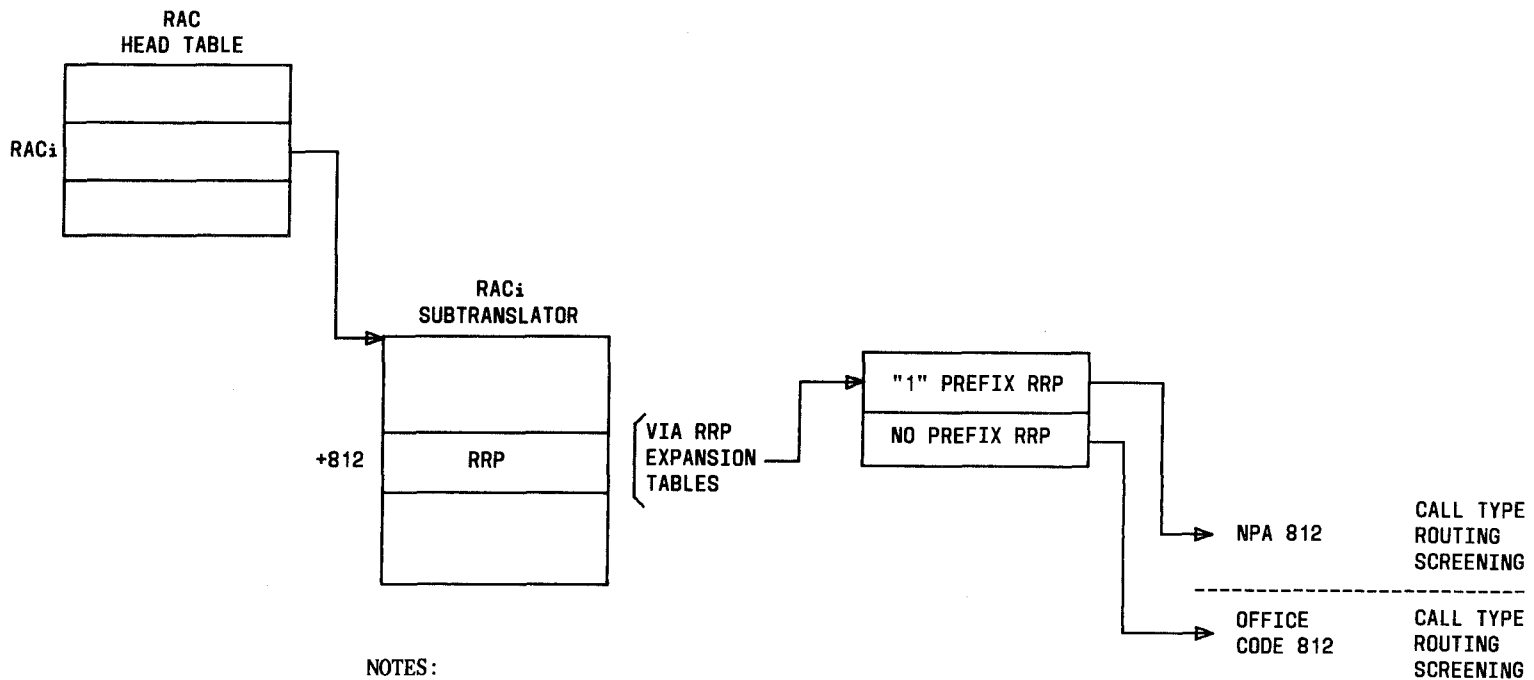 RAC
HEAD TABLE
RACi
RACi
SUBTRANSLATOR
+812
RRP
VIA RRP
EXPANSION
TABLES
"1" PREFIX RRP
NO PREFIX RRP
NPA 812
CALL TYPE
ROUTING
SCREENING
OFFICE
CODE 812
CALL TYPE
ROUTING
SCREENING
NOTES: